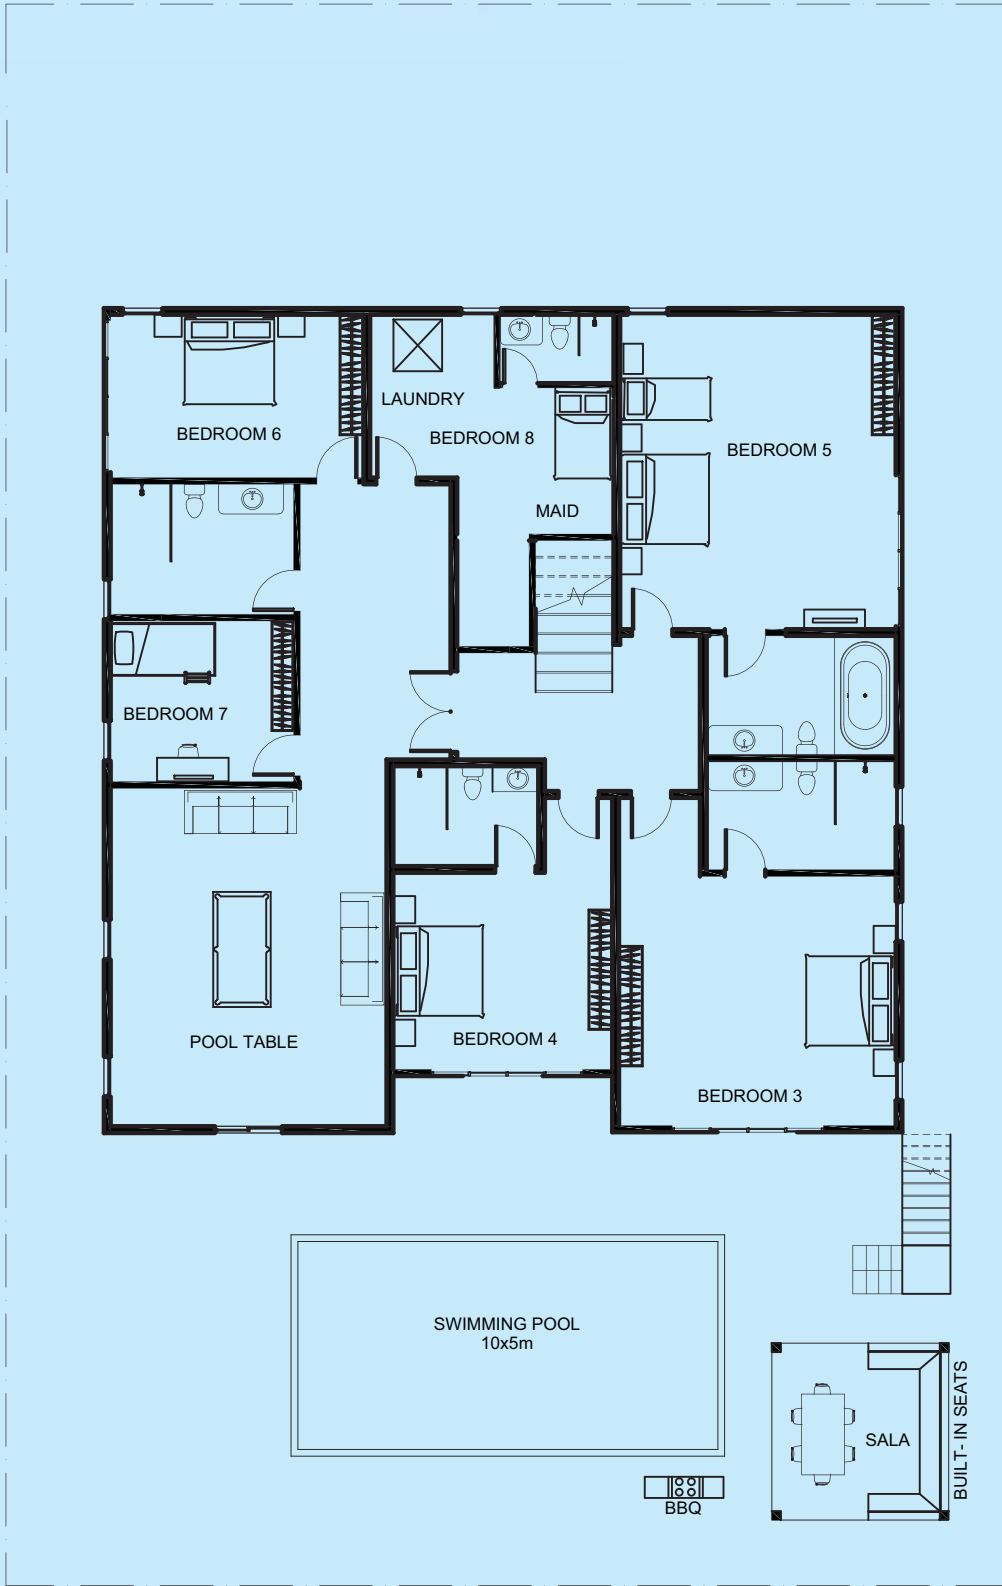 LAUNDRY
BEDROOM 6
BEDROOM 8
BEDROOM 5
MAID
BEDROOM 7
POOL TABLE
BEDROOM 4
BEDROOM 3
SWIMMING POOL
10x5m
SALA
BUILT- IN SEATS
BBQ